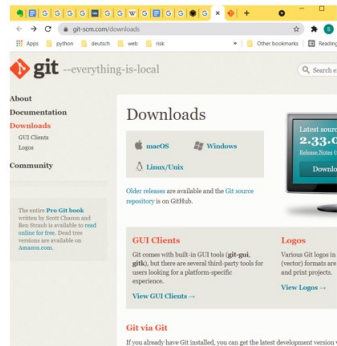 git-scm.com/downloads
Apps python deutsch web risk » Other bookmarks Reading
git --everything-is-local
Search e
About
Documentation
Downloads
GUI Clients
Logos
Community
The entire Pro Git book
written by Scott Chacon and
Ben Straub is available to read
online for free. Dead tree
versions are available on
Amazon.com.
Downloads
macOS Windows
Linux/Unix
Older releases are available and the Git source
repository is on GitHub.
Latest sourc
2.33.0
Release Notes (
Downlo
GUI Clients
Git comes with built-in GUI tools (git-gui,
gitk), but there are several third-party tools for
users looking for a platform-specific
experience.
View GUI Clients →
Logos
Various Git logos in
(vector) formats are
and print projects.
View Logos →
Git via Git
If you already have Git installed, you can get the latest development version v